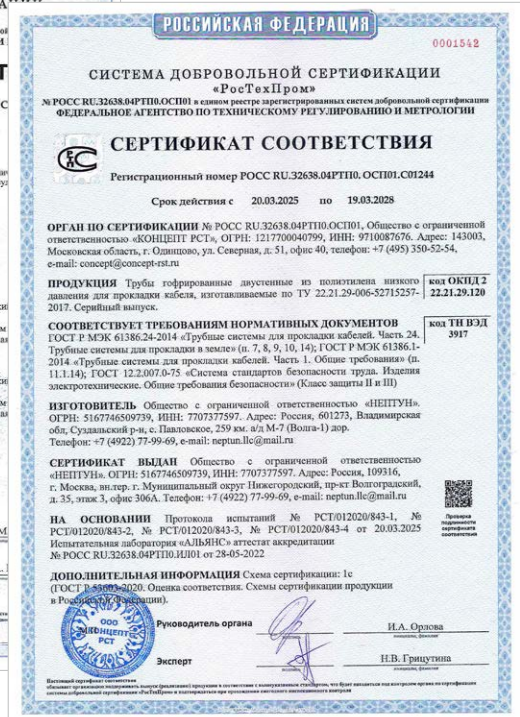 РОССИЙСКАЯ ФЕДЕРАЦИЯ
0001542
СИСТЕМА ДОБРОВОЛЬНОЙ СЕРТИФИКАЦИИ
«РосТехПром»
№ РОСС RU.32638.04РТП0.ОСП01 в едином реестре зарегистрированных систем добровольной сертификации
ФЕДЕРАЛЬНОЕ АГЕНТСТВО ПО ТЕХНИЧЕСКОМУ РЕГУЛИРОВАНИЮ И МЕТРОЛОГИИ
СЕРТИФИКАТ СООТВЕТСТВИЯ
Регистрационный номер РОСС RU.32638.04РТП0. ОСП01.С01244
Срок действия с 20.03.2025 по 19.03.2028
ОРГАН ПО СЕРТИФИКАЦИИ № РОСС RU.32638.04РТП0.ОСП01, Общество с ограниченной
ответственностью «КОНЦЕПТ РСТ», ОГРН: 1217700040799, ИНН: 9710087676. Адрес: 143003,
Московская область, г. Одинцово, ул. Северная, д. 51, офис 40, телефон: +7 (495) 350-52-54,
e-mail: concept@concept-rst.ru
ПРОДУКЦИЯ Трубы гофрированные двустенные из полиэтилена низкого
давления для прокладки кабеля, изготавливаемые по ТУ 22.21.29-006-52715257-
2017. Серийный выпуск.
код ОКПД 2
22.21.29.120
СООТВЕТСТВУЕТ ТРЕБОВАНИЯМ НОРМАТИВНЫХ ДОКУМЕНТОВ
ГОСТ Р МЭК 61386.24-2014 «Трубные системы для прокладки кабелей. Часть 24.
Трубные системы для прокладки в земле» (п. 7, 8, 9, 10, 14); ГОСТ Р МЭК 61386.1-
2014 «Трубные системы для прокладки кабелей. Часть 1. Общие требования» (п.
11.1.14); ГОСТ 12.2.007.0-75 «Система стандартов безопасности труда. Изделия
электротехнические. Общие требования безопасности» (Класс защиты II и III)
код ТН ВЭД
3917
ИЗГОТОВИТЕЛЬ Общество с ограниченной ответственностью «НЕПТУН».
ОГРН: 5167746509739, ИНН: 7707377597. Адрес: Россия, 601273, Владимирская
обл, Суздальский р-н, с. Павловское, 259 км. а/д М-7 (Волга-1) дор.
Телефон: +7 (4922) 77-99-69, e-mail: neptun.llc@mail.ru
СЕРТИФИКАТ ВЫДАН Общество с ограниченной ответственностью
«НЕПТУН». ОГРН: 5167746509739, ИНН: 7707377597. Адрес: Россия, 109316,
г. Москва, вн.тер. г. Муниципальный округ Нижегородский, пр-кт Волгоградский,
д. 35, этаж 3, офис 306А. Телефон: +7 (4922) 77-99-69, e-mail: neptun.llc@mail.ru
Проверка
подлинности
сертификата
соответствия
НА ОСНОВАНИИ Протокола испытаний № РСТ/012020/843-1, №
РСТ/012020/843-2, № РСТ/012020/843-3, № РСТ/012020/843-4 от 20.03.2025
Испытательная лаборатория «АЛЬЯНС» аттестат аккредитации
№ РОСС RU.32638.04РТП0.ИЛ01 от 28-05-2022
ДОПОЛНИТЕЛЬНАЯ ИНФОРМАЦИЯ Схема сертификации: 1с
(ГОСТ Р 53603-2020. Оценка соответствия. Схемы сертификации продукции
в Российской Федерации).
ООО
КОНЦЕПТ
РСТ
Руководитель органа
И.А. Орлова
Эксперт
Н.В. Грицутина